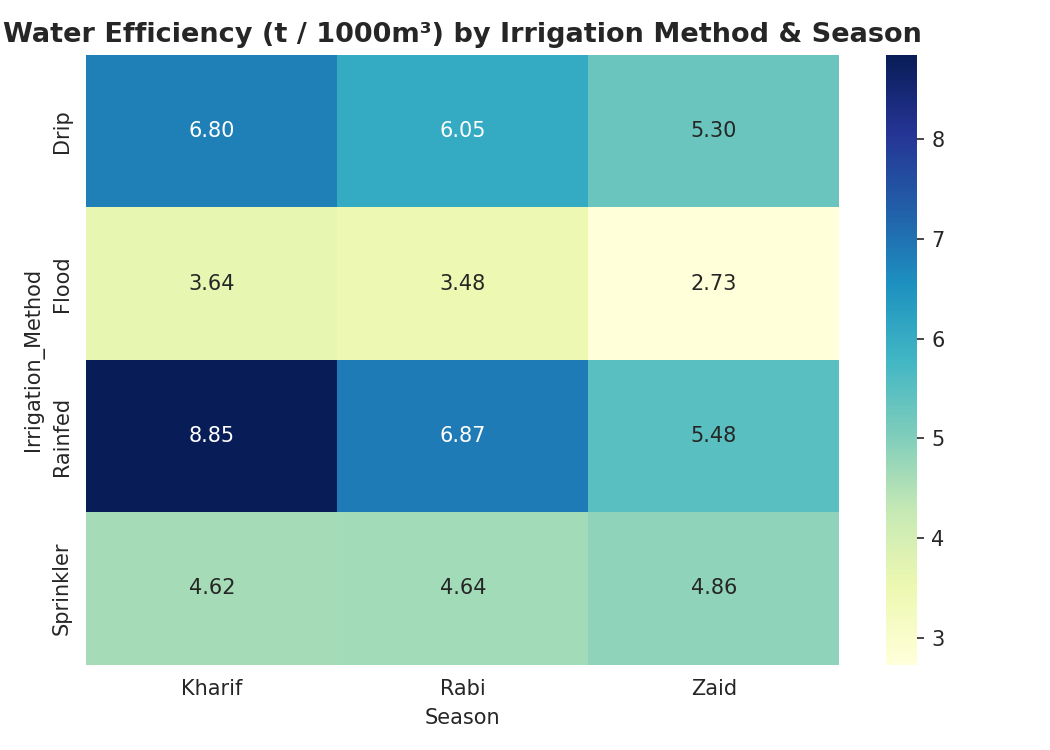 Water Efficiency (t / 1000m³) by Irrigation Method & Season
Irrigation_Method
Drip
6.80 6.05 5.30
Flood
3.64 3.48 2.73
Rainfed
8.85 6.87 5.48
Sprinkler
4.62 4.64 4.86
Kharif Rabi Zaid
Season
8
7
6
5
4
3